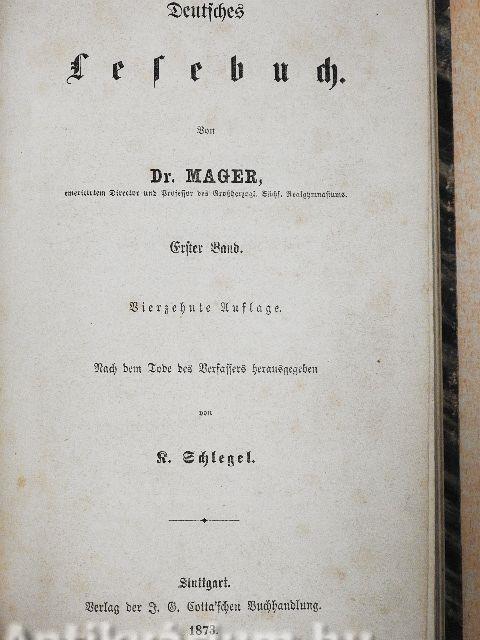 Deutsches
Lesebuch.
Von
Dr. MAGER,
emeritirtem Director und Professor des Großherzogl. Sächs. Realgymnasiums.
Erster Band.
Vierzehnte Auflage.
Nach dem Tode des Verfassers herausgegeben
von
K. Schlegel.
Stuttgart.
Verlag der J. G. Cotta'schen Buchhandlung.
1873.